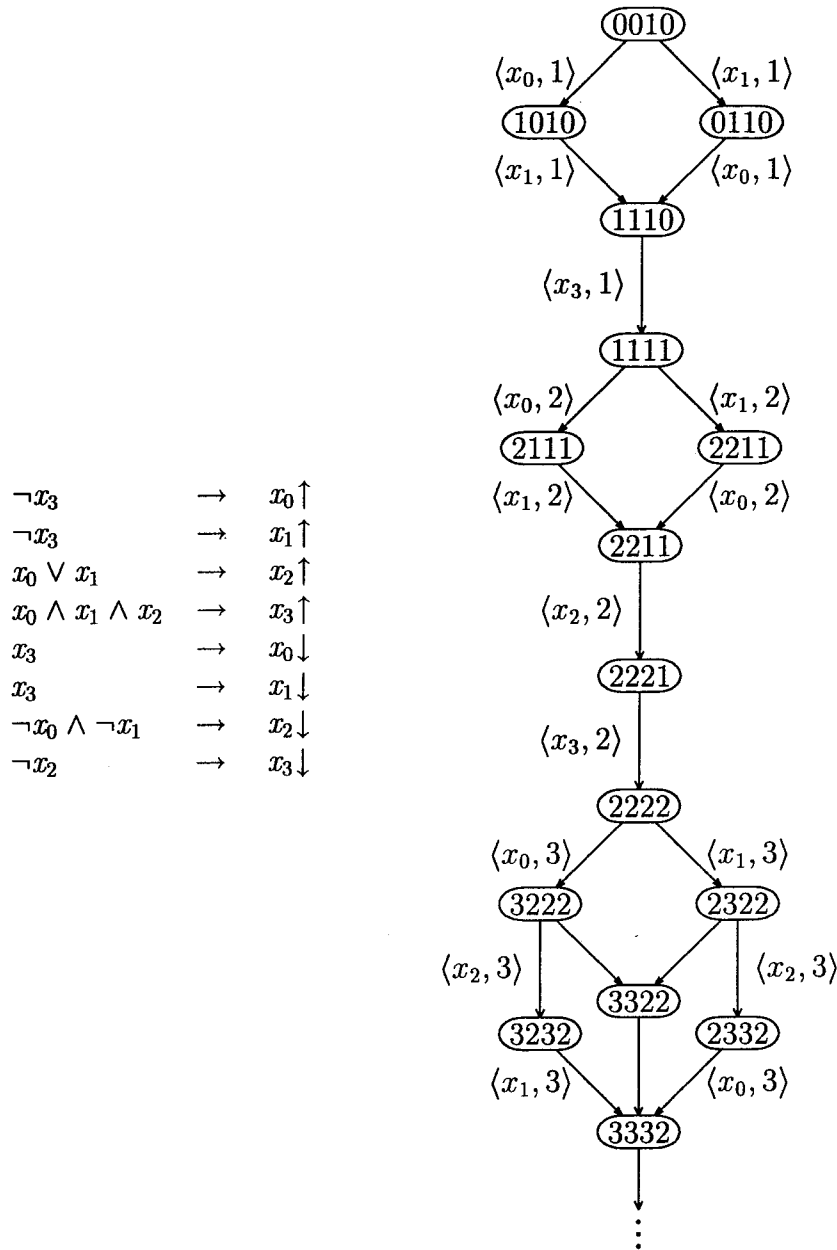 0010
⟨x₀, 1⟩ ⟨x₁, 1⟩
1010 0110
⟨x₁, 1⟩ ⟨x₀, 1⟩
1110
⟨x₃, 1⟩
1111
⟨x₀, 2⟩ ⟨x₁, 2⟩
2111 2211
⟨x₁, 2⟩ ⟨x₀, 2⟩
2211
⟨x₂, 2⟩
2221
⟨x₃, 2⟩
2222
⟨x₀, 3⟩ ⟨x₁, 3⟩
3222 2322
⟨x₂, 3⟩ ⟨x₂, 3⟩
3322
3232 2332
⟨x₁, 3⟩ ⟨x₀, 3⟩
3332
⋮
¬x₃ → x₀↑
¬x₃ → x₁↑
x₀ ∨ x₁ → x₂↑
x₀ ∧ x₁ ∧ x₂ → x₃↑
x₃ → x₀↓
x₃ → x₁↓
¬x₀ ∧ ¬x₁ → x₂↓
¬x₂ → x₃↓